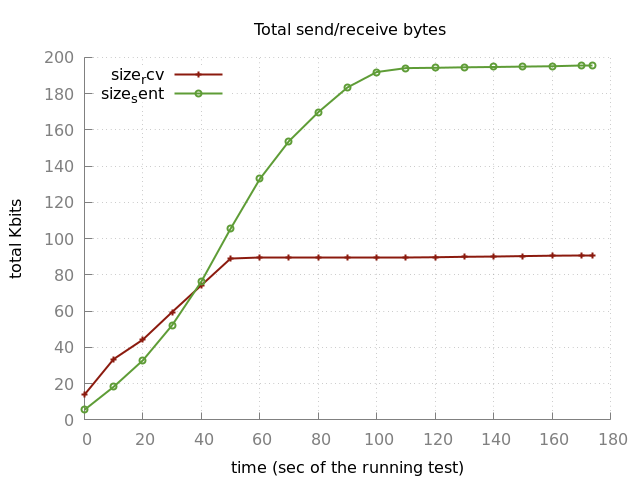 Total send/receive bytes
200
180
160
140
120
100
80
60
40
20
0
total Kbits
size_rcv
size_sent
0 20 40 60 80 100 120 140 160 180
time (sec of the running test)